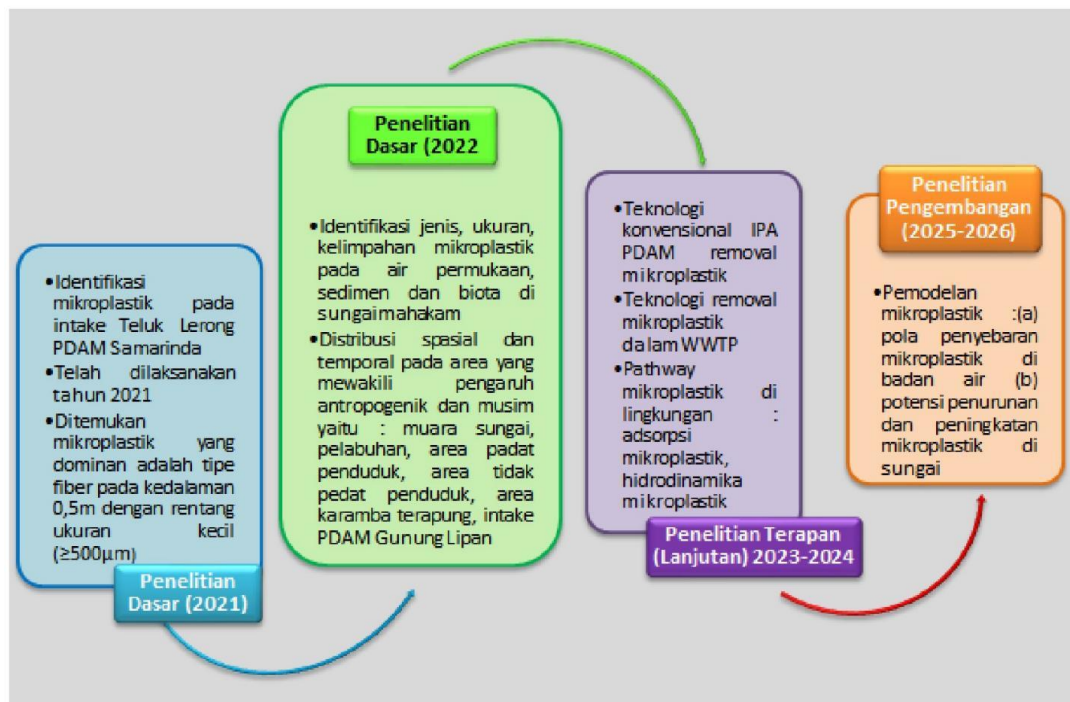 •Identifikasi
mikroplastik pada
intake Teluk Lerong
PDAM Samarinda
•Telah dilaksanakan
tahun 2021
•Ditemukan
mikroplastik yang
dominan adalah tipe
fiber pada kedalaman
0,5m dengan rentang
ukuran kecil
(≥500µm)
Penelitian
Dasar (2021)
Penelitian
Dasar (2022
•Identifikasi jenis, ukuran,
kelimpahan mikroplastik
pada air permukaan,
sedimen dan biota di
sungai mahakam
•Distribusi spasial dan
temporal pada area yang
mewakili pengaruh
antropogenik dan musim
yaitu : muara sungai,
pelabuhan, area padat
penduduk, area tidak
pedat penduduk, area
karamba terapung, intake
PDAM Gunung Lipan
•Teknologi
konvensional IPA
PDAM removal
mikroplastik
•Teknologi removal
mikroplastik
dalam WWTP
•Pathway
mikroplastik di
lingkungan :
adsorpsi
mikroplastik,
hidrodinamika
mikroplastik
Penelitian Terapan
(Lanjutan) 2023-2024
Penelitian
Pengembangan
(2025-2026)
•Pemodelan
mikroplastik :(a)
pola penyebaran
mikroplastik di
badan air (b)
potensi penurunan
dan peningkatan
mikroplastik di
sungai